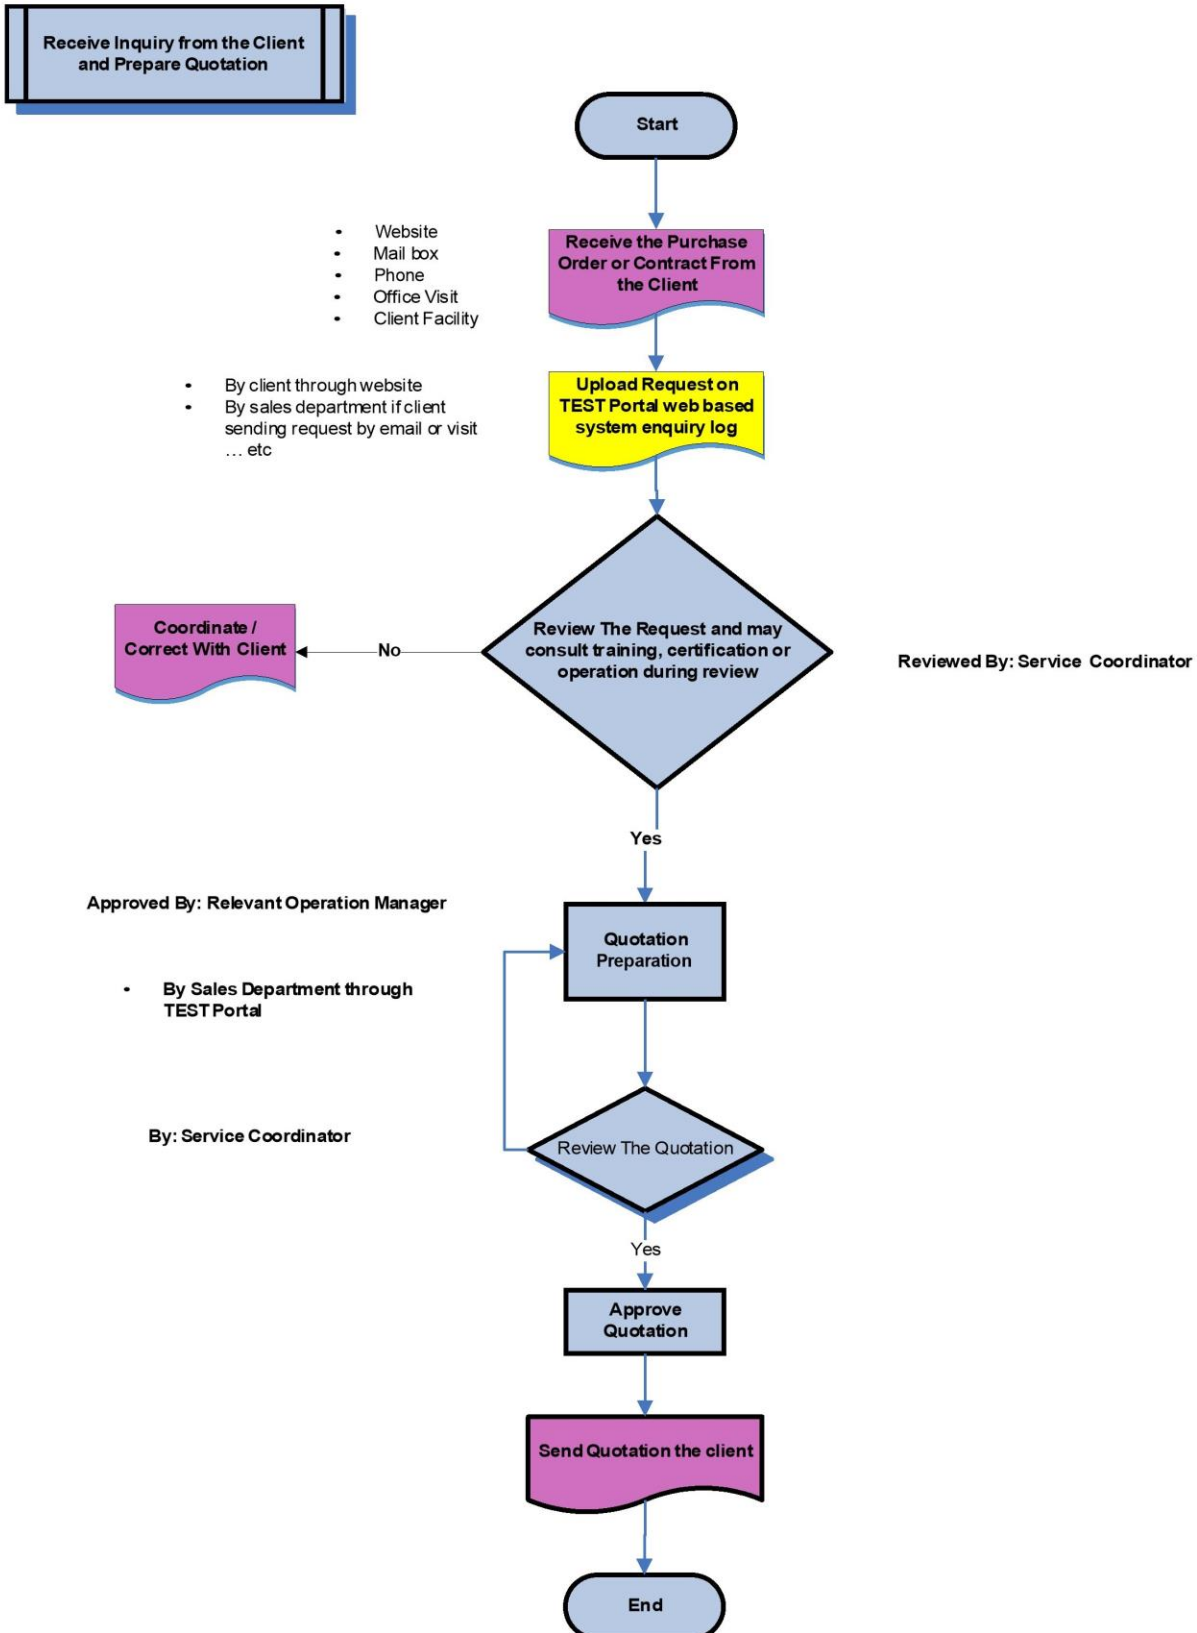 Receive Inquiry from the Client
and Prepare Quotation
Start
• Website
• Mail box
• Phone
• Office Visit
• Client Facility
Receive the Purchase
Order or Contract From
the Client
• By client through website
• By sales department if client
sending request by email or visit
... etc
Upload Request on
TEST Portal web based
system enquiry log
Review The Request and may
consult training, certification or
operation during review
Reviewed By: Service Coordinator
No
Coordinate /
Correct With Client
Yes
Approved By: Relevant Operation Manager
Quotation
Preparation
• By Sales Department through
TEST Portal
By: Service Coordinator
Review The Quotation
Yes
Approve
Quotation
Send Quotation the client
End